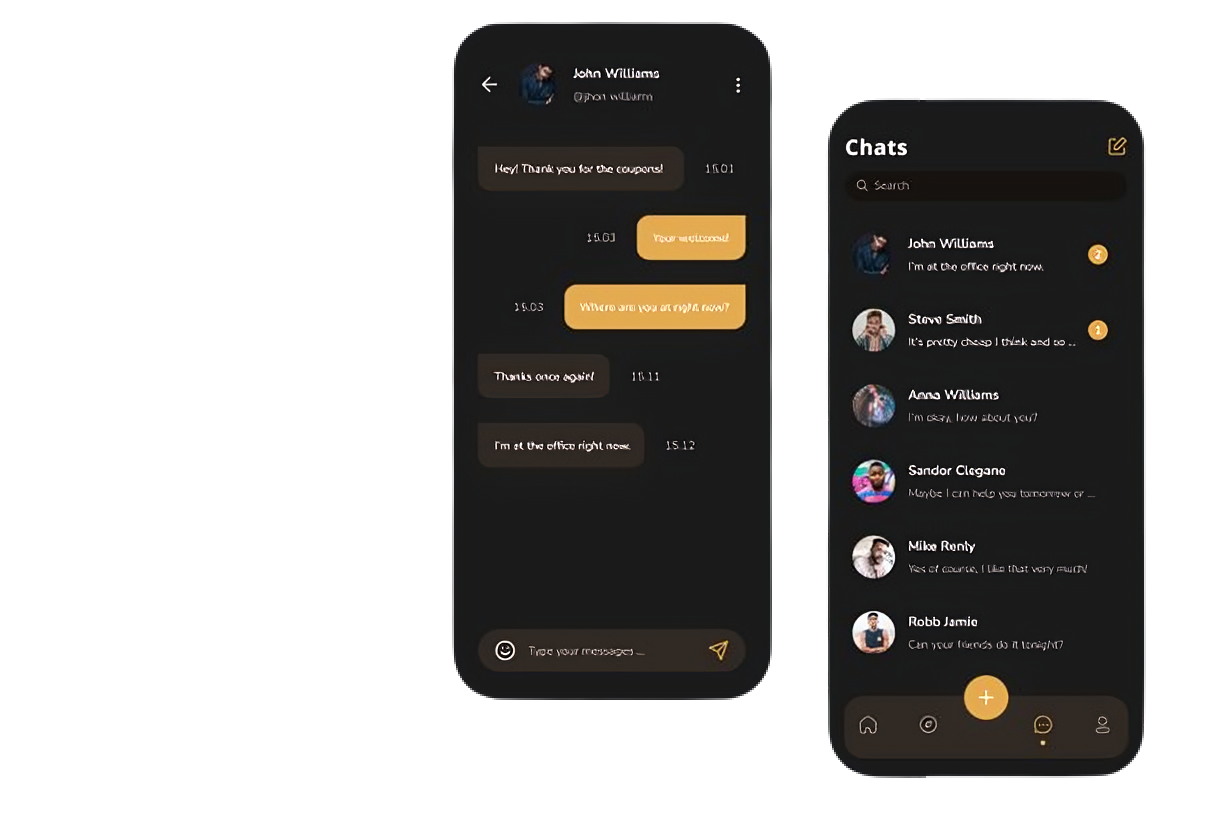 John Williams
@jhon william
Hey! Thank you for the coupons!
15.01
15.03
Your welcome!
15.03
Where are you at right now?
Thanks once again!
15.11
I'm at the office right now.
15.12
Type your messages ...
Chats
Search
John Williams
I'm at the office right now.
2
Steve Smith
It's pretty cheap I think and so ...
1
Anna Williams
I'm okay, how about you?
Sandor Clegane
Maybe I can help you tomorrow or ...
Mike Renly
Yes of course, I like that very much!
Robb Jamie
Can your friends do it tonight?